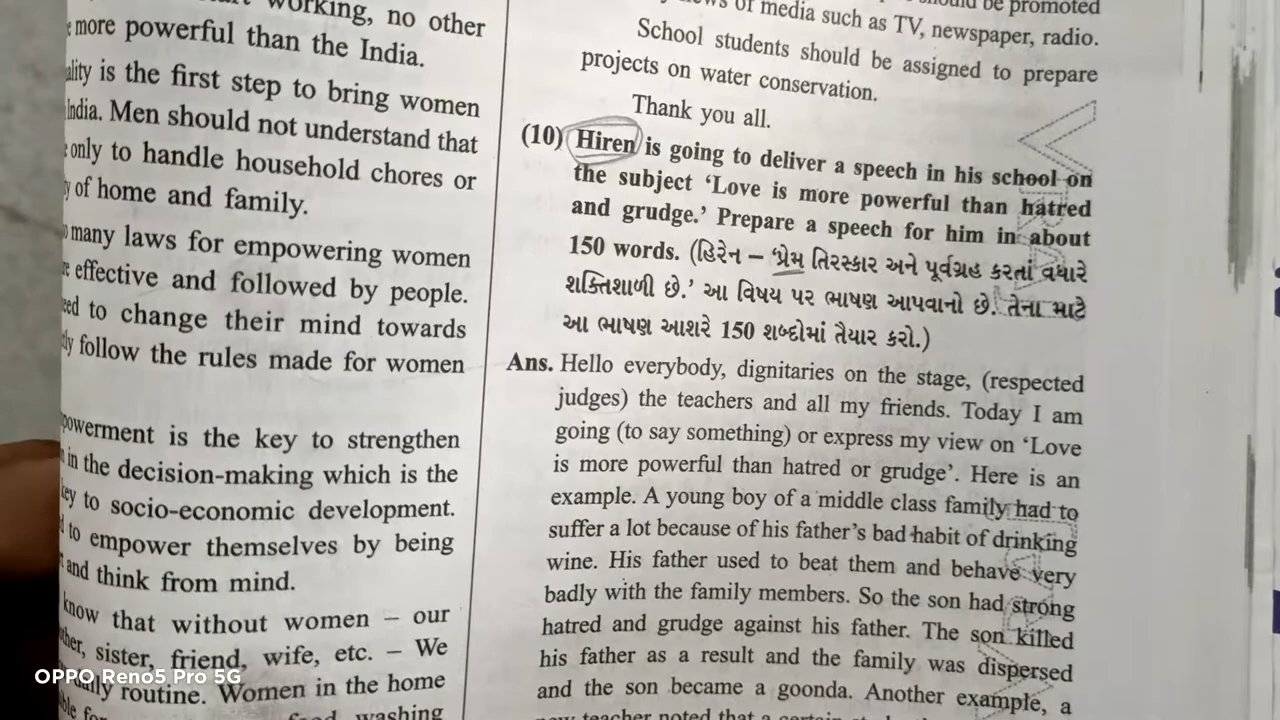 working, no other
more powerful than the India.
is the first step to bring women
India. Men should not understand that
only to handle household chores or
of home and family.
many laws for empowering women
effective and followed by people.
to change their mind towards
follow the rules made for women
is the key to strengthen
in the decision-making which is the
key to socio-economic development.
to empower themselves by being
and think from mind.
know that without women – our
sister, friend, wife, etc. – We
routine. Women in the home
washing
be promoted
of media such as TV, newspaper, radio.
School students should be assigned to prepare
projects on water conservation.
Thank you all.
(10) Hiren is going to deliver a speech in his school on
the subject ‘Love is more powerful than hatred
and grudge.’ Prepare a speech for him in about
150 words. (હિરેન – ‘પ્રેમ તિરસ્કાર અને પૂર્વગ્રહ કરતાં વધારે
શક્તિશાળી છે.’ આ વિષય પર ભાષણ આપવાનો છે. તેના માટે
આ ભાષણ આશરે 150 શબ્દોમાં તૈયાર કરો.)
Ans. Hello everybody, dignitaries on the stage, (respected
judges) the teachers and all my friends. Today I am
going (to say something) or express my view on ‘Love
is more powerful than hatred or grudge’. Here is an
example. A young boy of a middle class family had to
suffer a lot because of his father’s bad habit of drinking
wine. His father used to beat them and behave very
badly with the family members. So the son had strong
hatred and grudge against his father. The son killed
his father as a result and the family was dispersed
and the son became a goonda. Another example, a
teacher noted that a certain
OPPO Reno5 Pro 5G